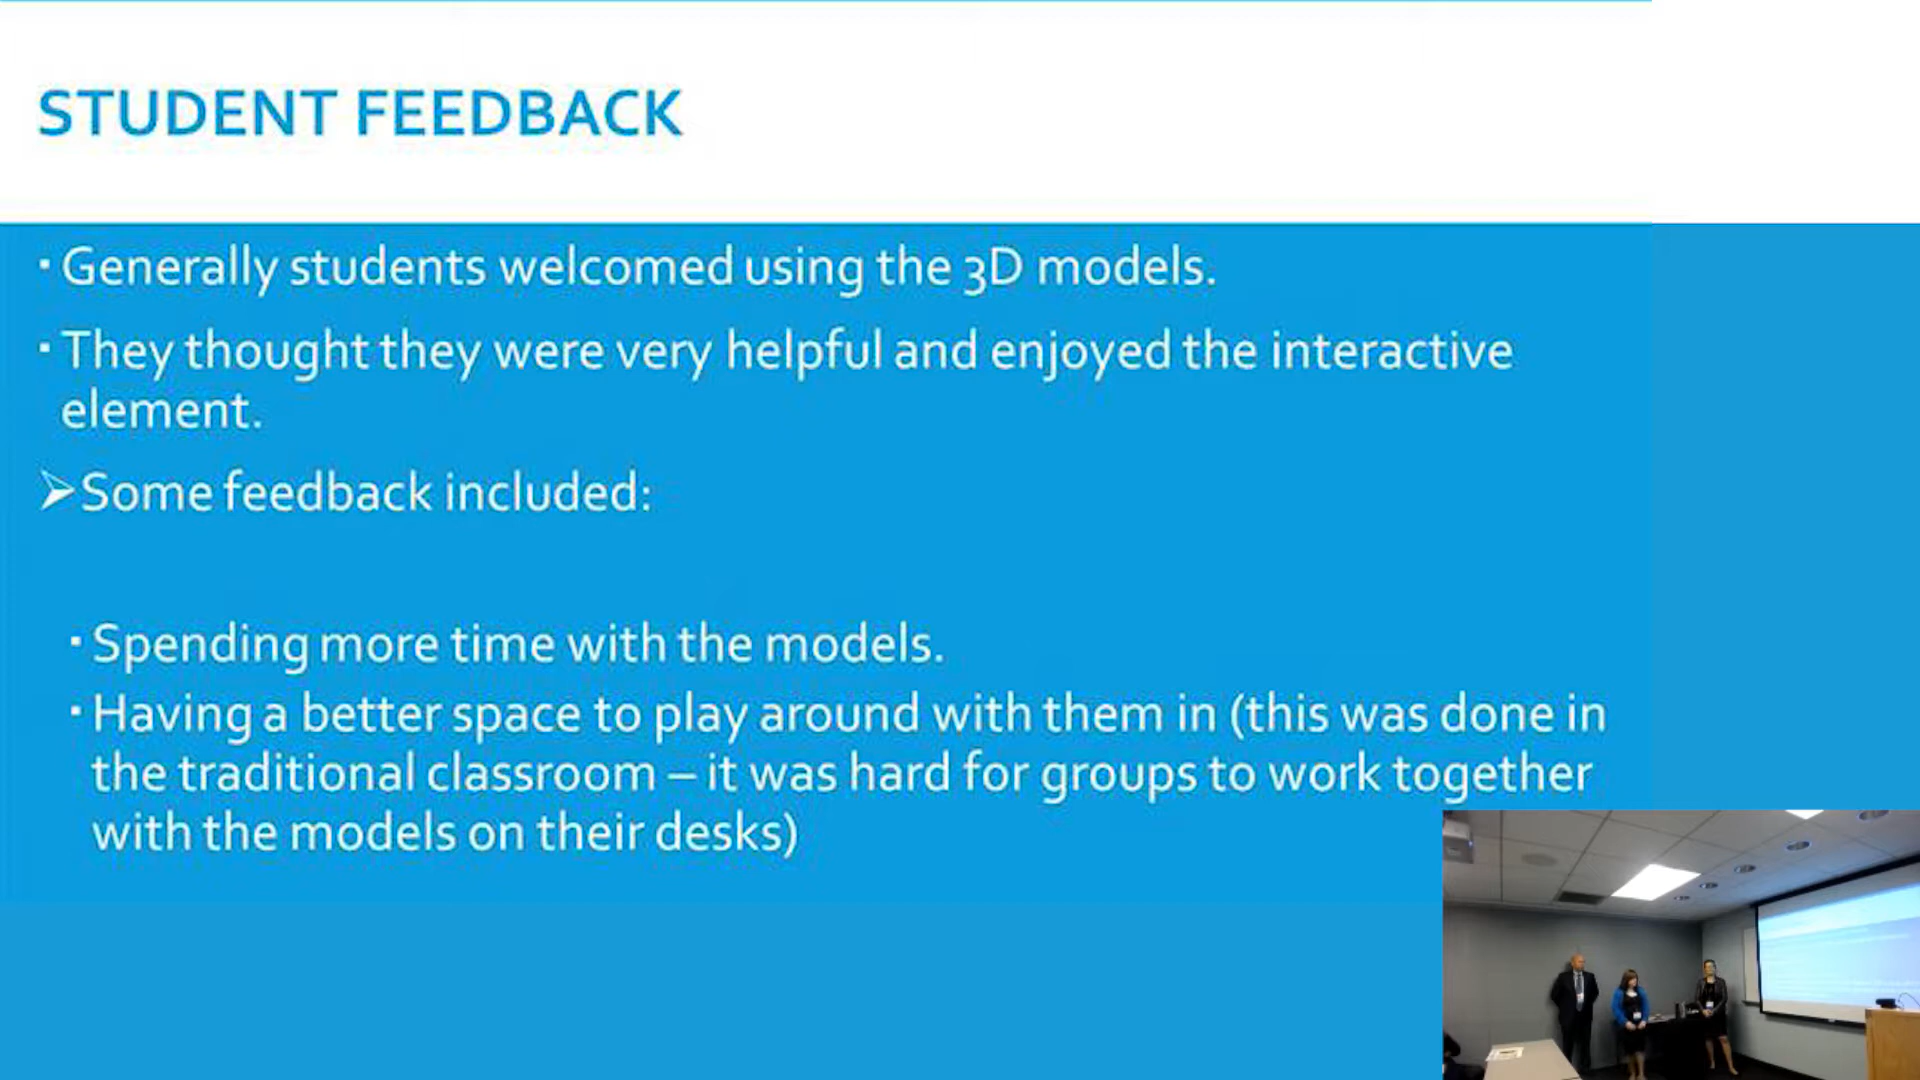 STUDENT FEEDBACK
▪ Generally students welcomed using the 3D models.
▪ They thought they were very helpful and enjoyed the interactive
element.
➢Some feedback included:
▪ Spending more time with the models.
▪ Having a better space to play around with them in (this was done in
the traditional classroom – it was hard for groups to work together
with the models on their desks)